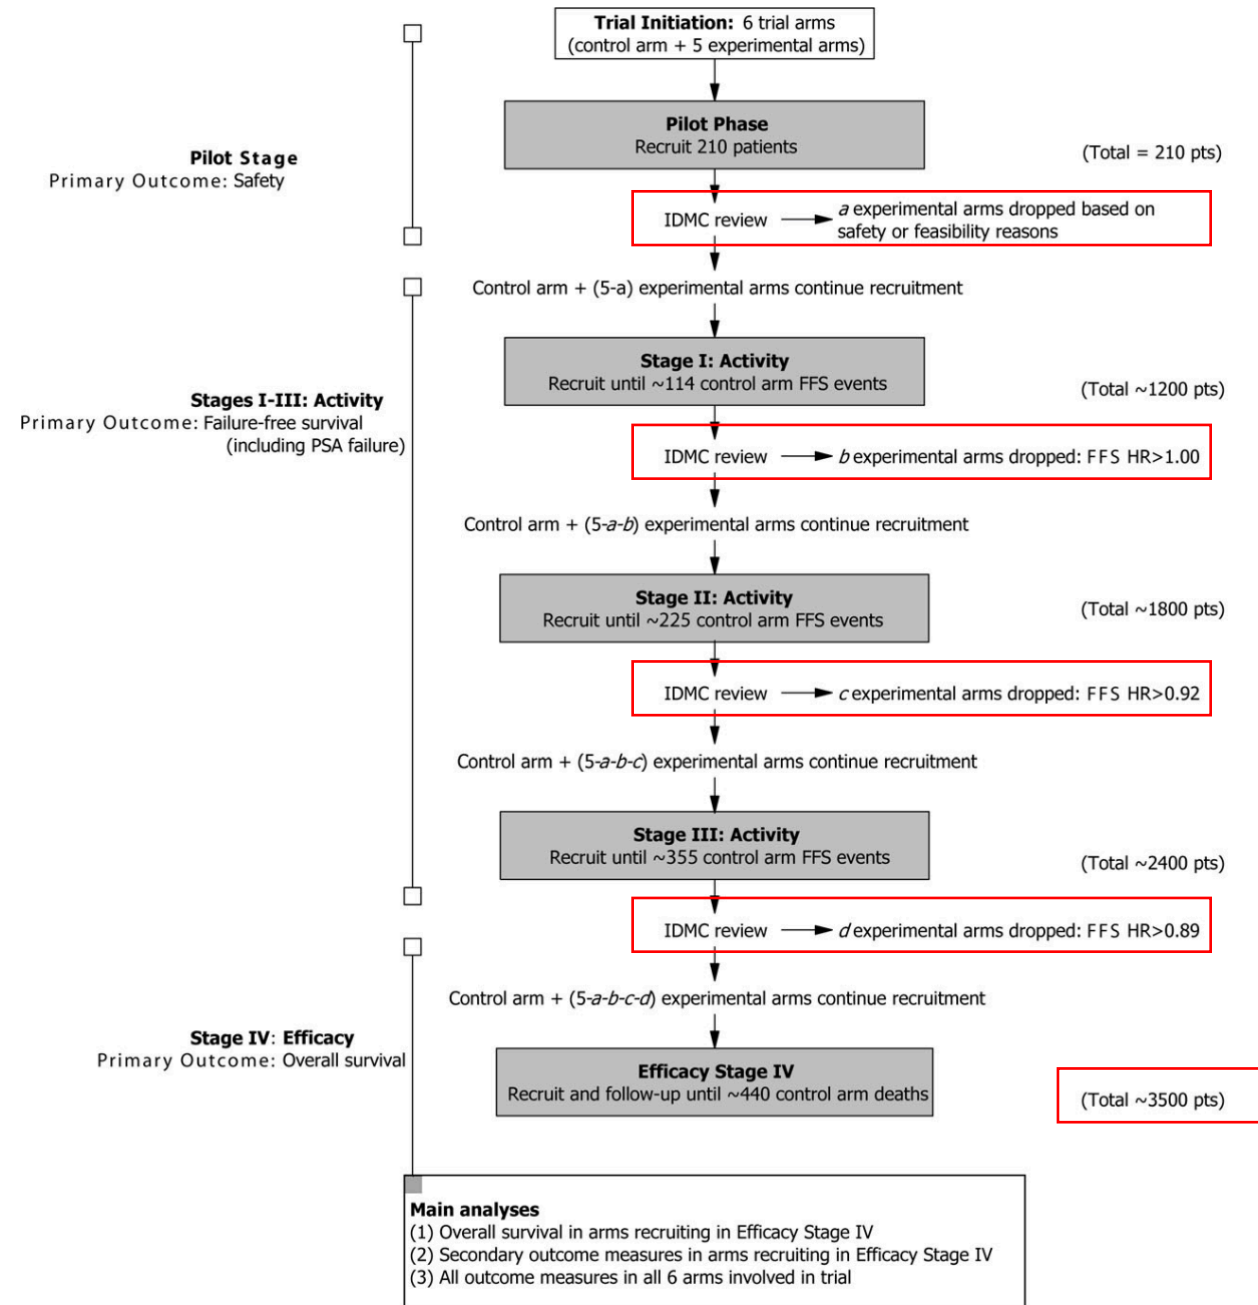 Trial Initiation: 6 trial arms
(control arm + 5 experimental arms)
Pilot Phase
Recruit 210 patients
(Total = 210 pts)
Pilot Stage
Primary Outcome: Safety
IDMC review
a experimental arms dropped based on
safety or feasibility reasons
Control arm + (5-a) experimental arms continue recruitment
Stage I: Activity
Recruit until ~114 control arm FFS events
(Total ~1200 pts)
Stages I-III: Activity
Primary Outcome: Failure-free survival
(including PSA failure)
IDMC review
b experimental arms dropped: FFS HR>1.00
Control arm + (5-a-b) experimental arms continue recruitment
Stage II: Activity
Recruit until ~225 control arm FFS events
(Total ~1800 pts)
IDMC review
c experimental arms dropped: FFS HR>0.92
Control arm + (5-a-b-c) experimental arms continue recruitment
Stage III: Activity
Recruit until ~355 control arm FFS events
(Total ~2400 pts)
IDMC review
d experimental arms dropped: FFS HR>0.89
Control arm + (5-a-b-c-d) experimental arms continue recruitment
Stage IV: Efficacy
Primary Outcome: Overall survival
Efficacy Stage IV
Recruit and follow-up until ~440 control arm deaths
(Total ~3500 pts)
Main analyses
(1) Overall survival in arms recruiting in Efficacy Stage IV
(2) Secondary outcome measures in arms recruiting in Efficacy Stage IV
(3) All outcome measures in all 6 arms involved in trial